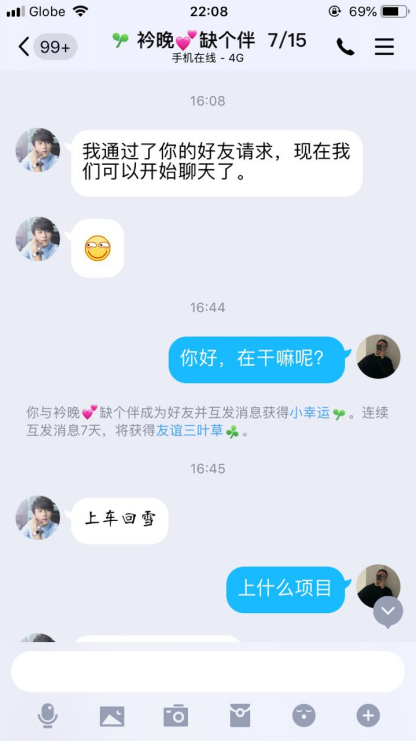 Globe 22:08 69%
99+ 衿晚💕缺个伴 7/15
手机在线 - 4G
16:08
我通过了你的好友请求，现在我
们可以开始聊天了。
16:44
你好，在干嘛呢？
你与衿晚💕缺个伴成为好友并互发消息获得小幸运。连续
互发消息7天，将获得友谊三叶草☘。
16:45
上车回雪
上什么项目